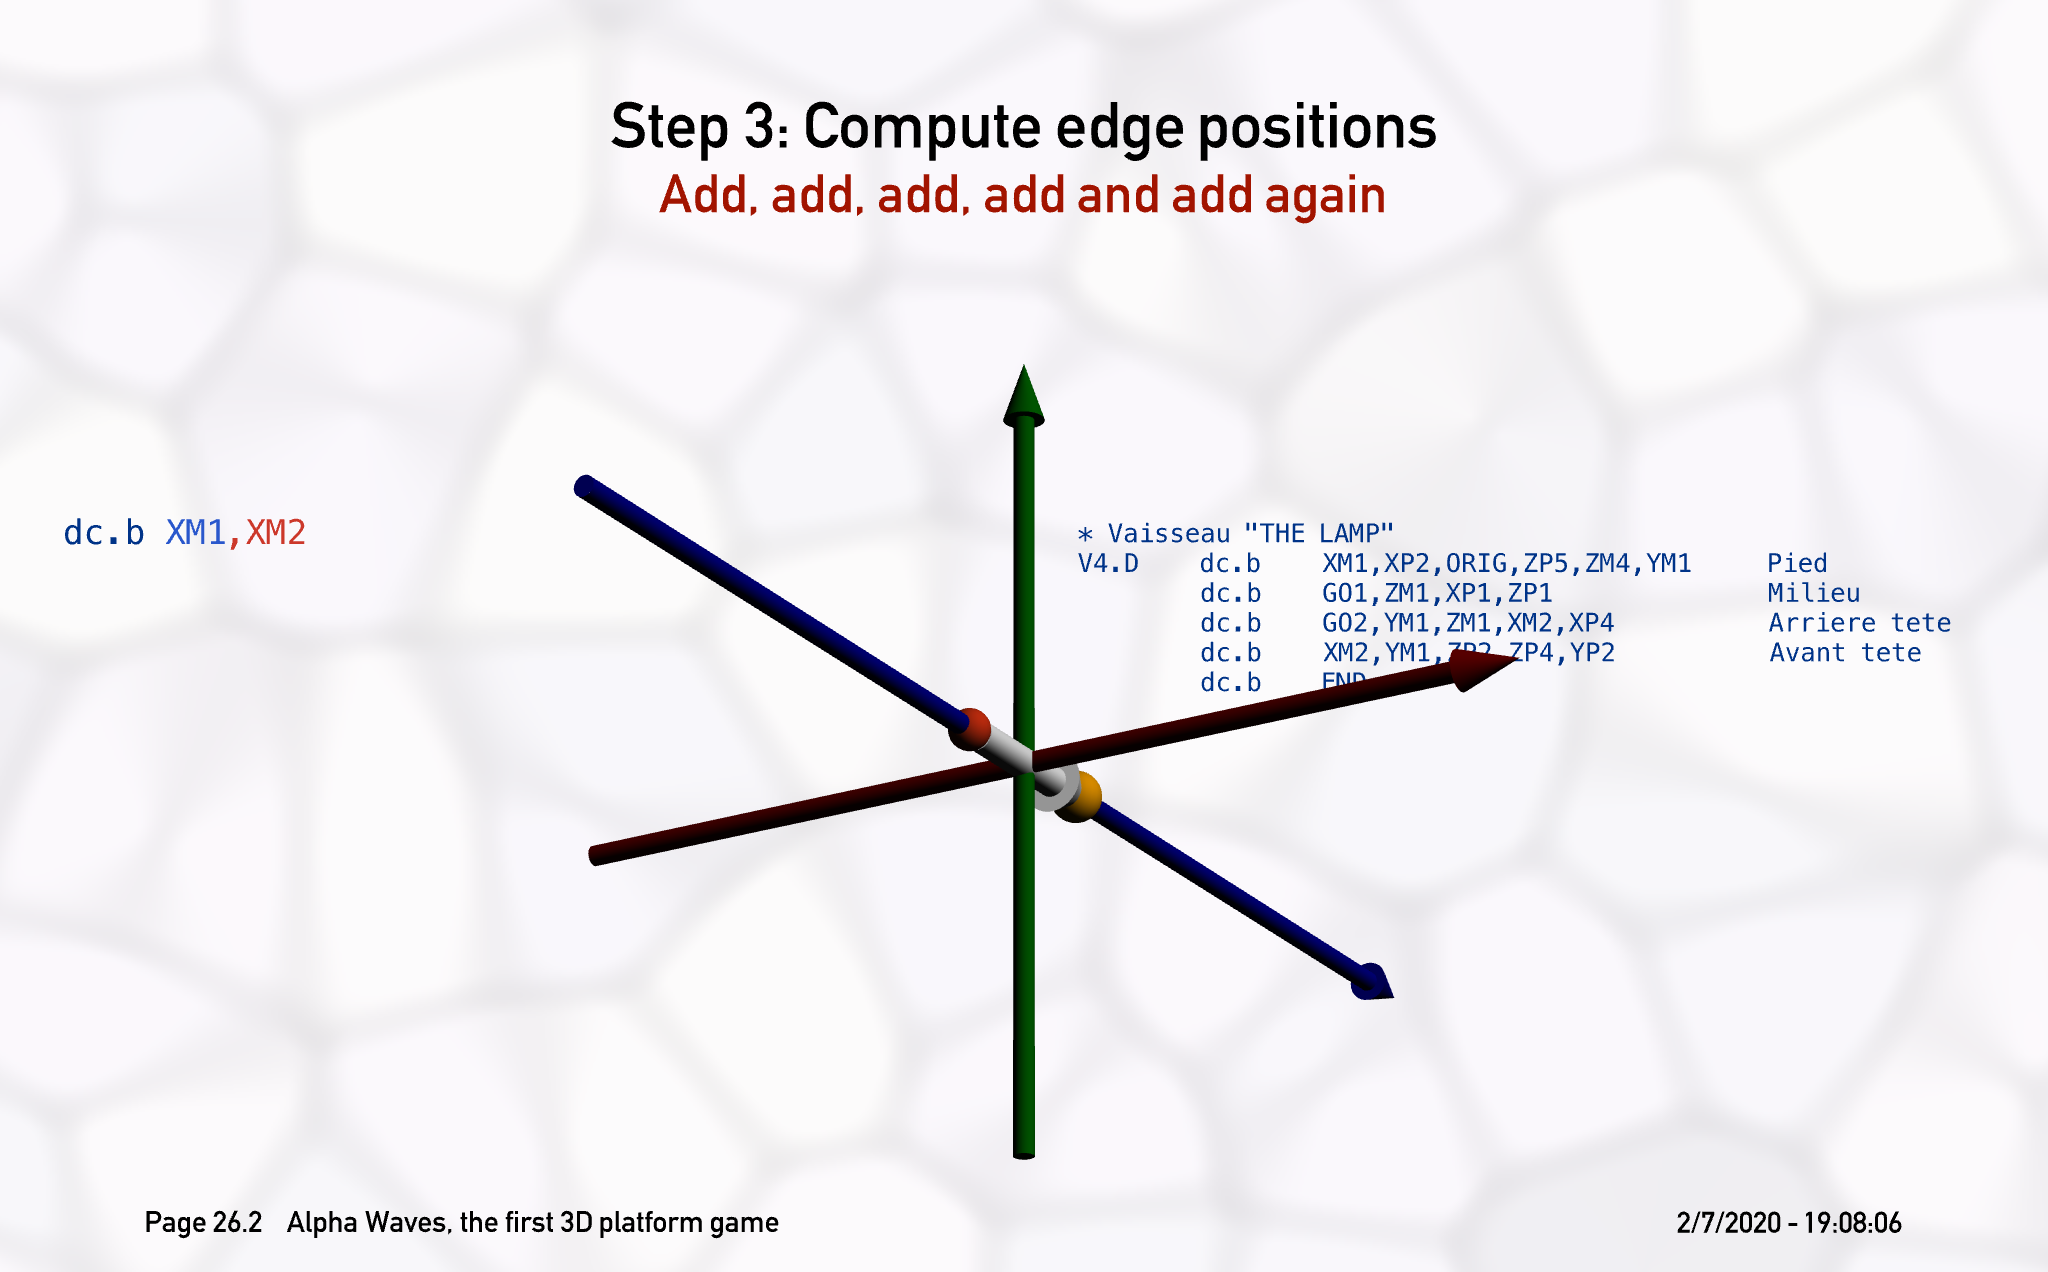 Step 3: Compute edge positions
Add, add, add, add and add again
dc.b XM1,XM2
* Vaisseau "THE LAMP"
V4.D dc.b XM1,XP2,ORIG,ZP5,ZM4,YM1 Pied
dc.b GO1,ZM1,XP1,ZP1 Milieu
dc.b GO2,YM1,ZM1,XM2,XP4 Arriere tete
dc.b XM2,YM1,ZP2,ZP4,YP2 Avant tete
dc.b END
Page 26.2 Alpha Waves, the first 3D platform game
2/7/2020 - 19:08:06